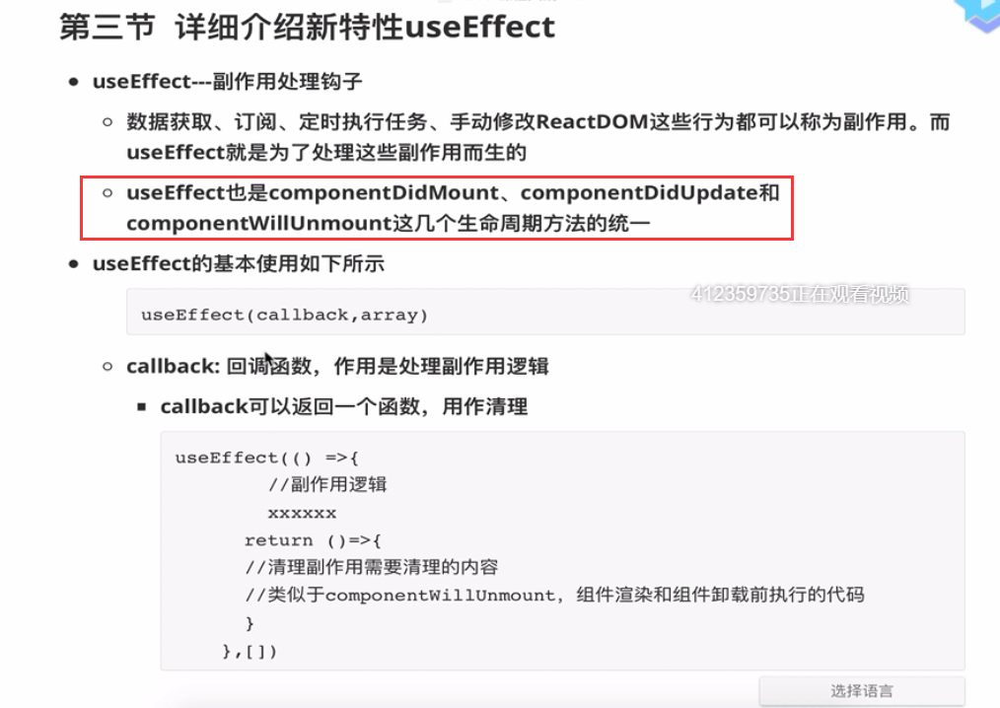 第三节 详细介绍新特性useEffect
useEffect---副作用处理钩子
数据获取、订阅、定时执行任务、手动修改ReactDOM这些行为都可以称为副作用。而
useEffect就是为了处理这些副作用而生的
useEffect也是componentDidMount、componentDidUpdate和
componentWillUnmount这几个生命周期方法的统一
useEffect的基本使用如下所示
412359735正在观看视频
useEffect(callback,array)
callback: 回调函数，作用是处理副作用逻辑
callback可以返回一个函数，用作清理
useEffect(() =>{
//副作用逻辑
xxxxxx
return ()=>{
//清理副作用需要清理的内容
//类似于componentWillUnmount，组件渲染和组件卸载前执行的代码
}
},[])
选择语言